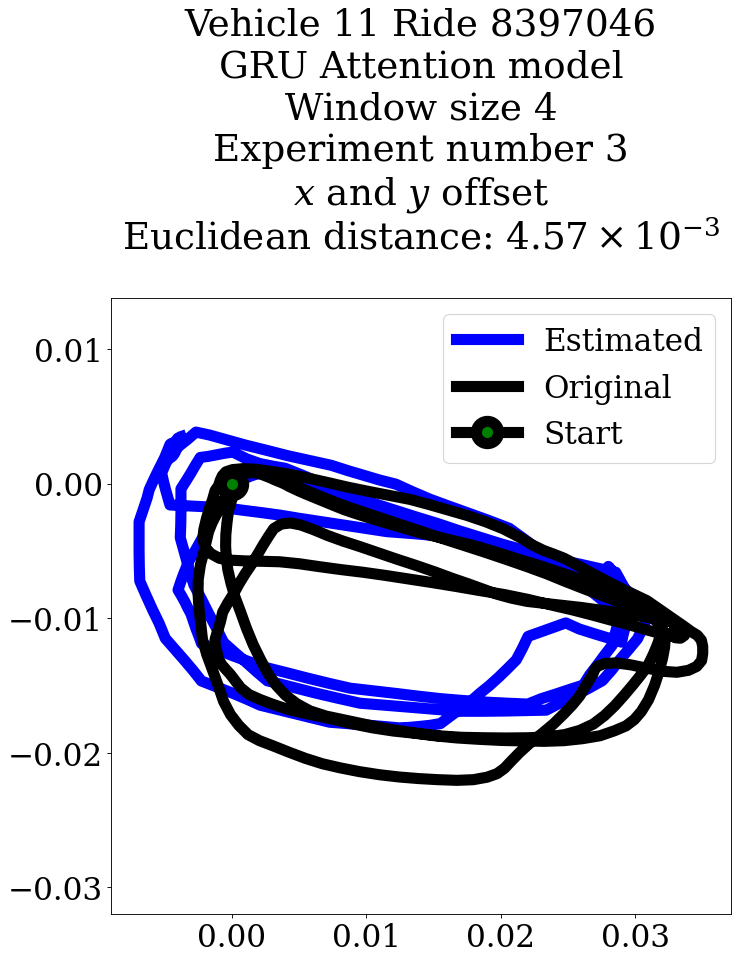 Vehicle 11 Ride 8397046
GRU Attention model
Window size 4
Experiment number 3
x and y offset
Euclidean distance: 4.57 × 10⁻³
Estimated
Original
Start
0.01
0.00
−0.01
−0.02
−0.03
0.00 0.01 0.02 0.03